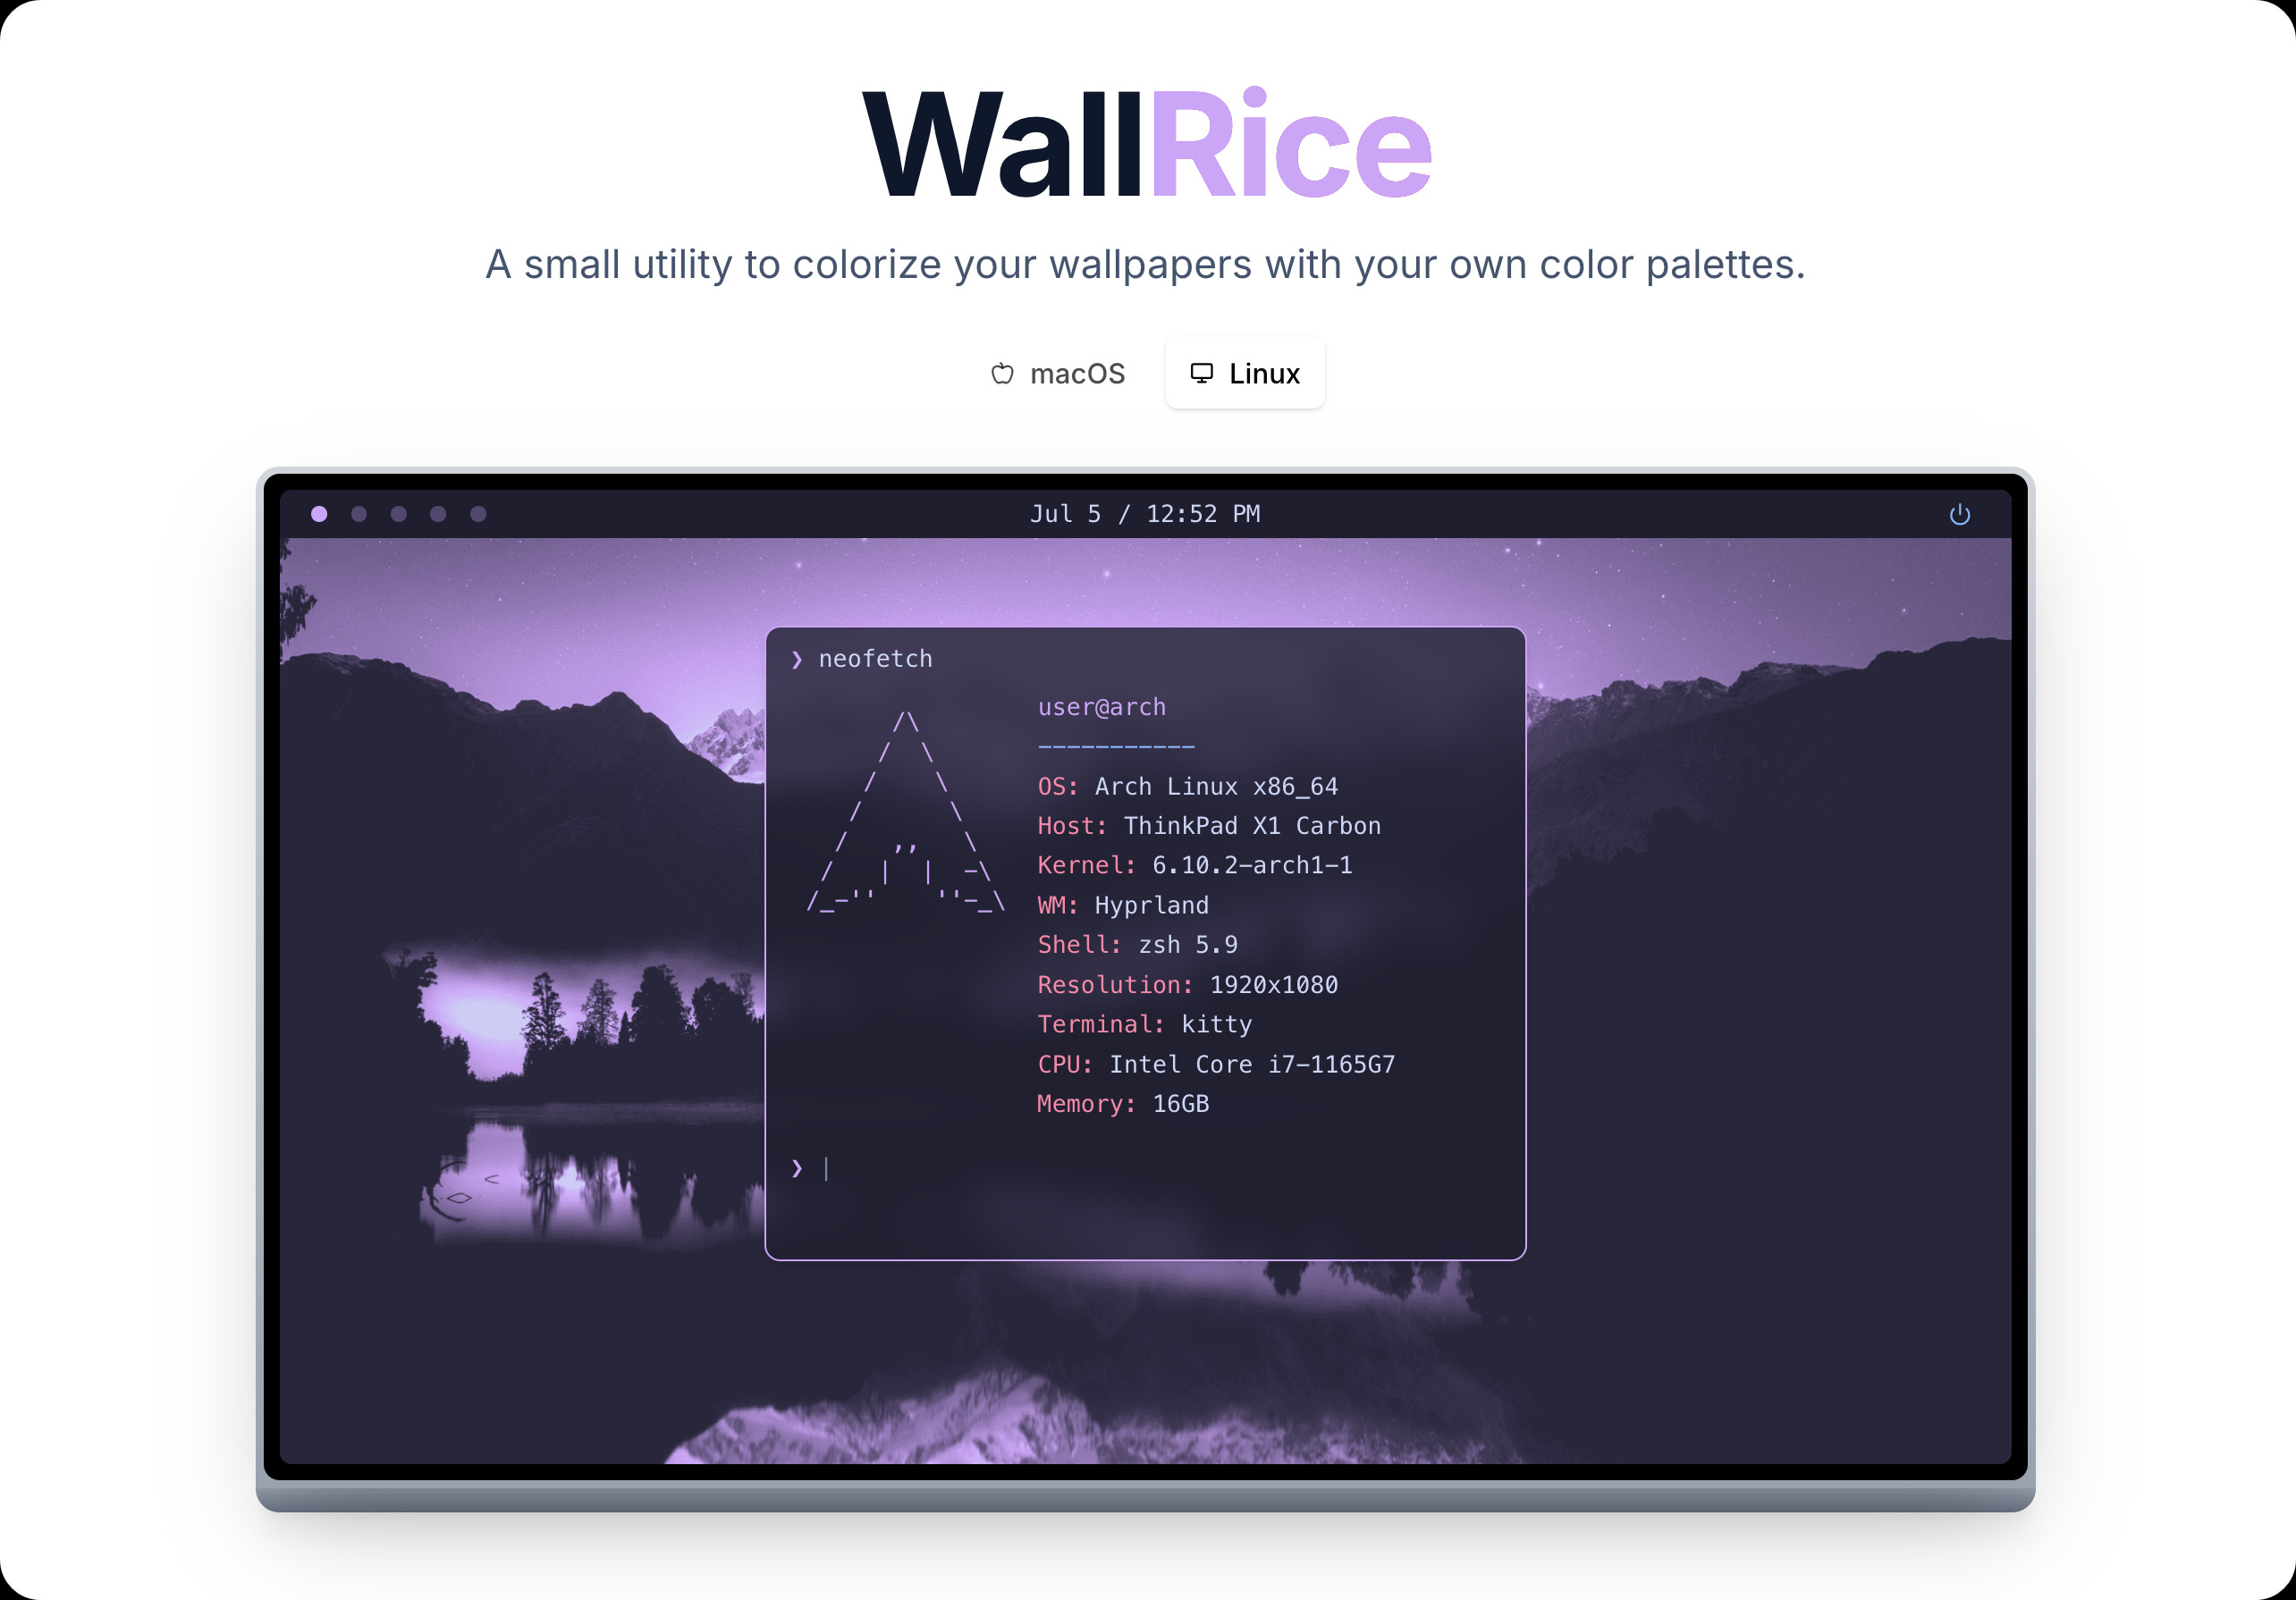 WallRice
A small utility to colorize your wallpapers with your own color palettes.
macOS
Linux
Jul 5 / 12:52 PM
❯ neofetch
/\
/  \
/    \
/      \
/   ,,   \
/   |  |  -\
/_-''    ''-_\
user@arch
-----------
OS: Arch Linux x86_64
Host: ThinkPad X1 Carbon
Kernel: 6.10.2-arch1-1
WM: Hyprland
Shell: zsh 5.9
Resolution: 1920x1080
Terminal: kitty
CPU: Intel Core i7-1165G7
Memory: 16GB
❯